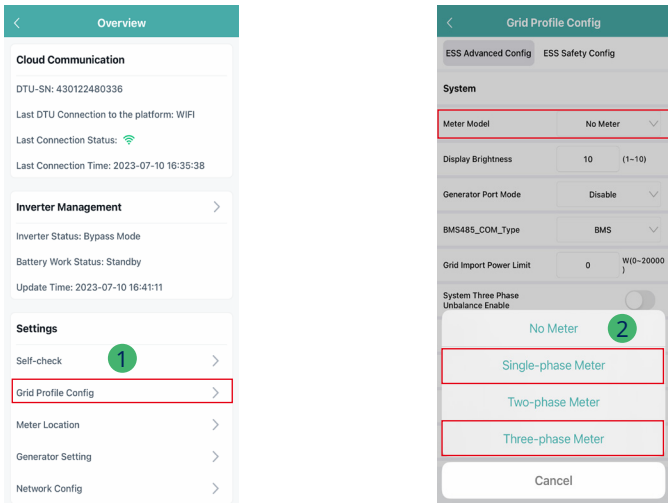 Overview
Cloud Communication
DTU-SN: 430122480336
Last DTU Connection to the platform: WIFI
Last Connection Status:
Last Connection Time: 2023-07-10 16:35:38
Inverter Management
Inverter Status: Bypass Mode
Battery Work Status: Standby
Update Time: 2023-07-10 16:41:11
Settings
Self-check
1
Grid Profile Config
Meter Location
Generator Setting
Network Config
Grid Profile Config
ESS Advanced Config ESS Safety Config
System
Meter Model No Meter
Display Brightness 10 (1~10)
Generator Port Mode Disable
BMS485_COM_Type BMS
Grid Import Power Limit 0 W(0~20000
)
System Three Phase
Unbalance Enable
No Meter 2
Single-phase Meter
Two-phase Meter
Three-phase Meter
Cancel